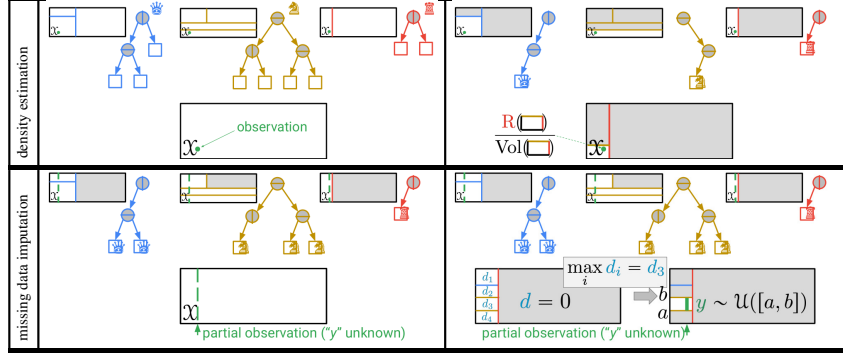 density estimation
𝒳
𝒳
𝒳
𝒳
observation
𝒳
𝒳
𝒳
R( )
Vol( )
𝒳
missing data imputation
𝒳
𝒳
𝒳
𝒳
partial observation ("y" unknown)
𝒳
𝒳
𝒳
max d_i = d_3
i
d_1
d_2
d_3
d_4
d = 0
b
a
y ~ 𝒰([a, b])
partial observation ("y" unknown)